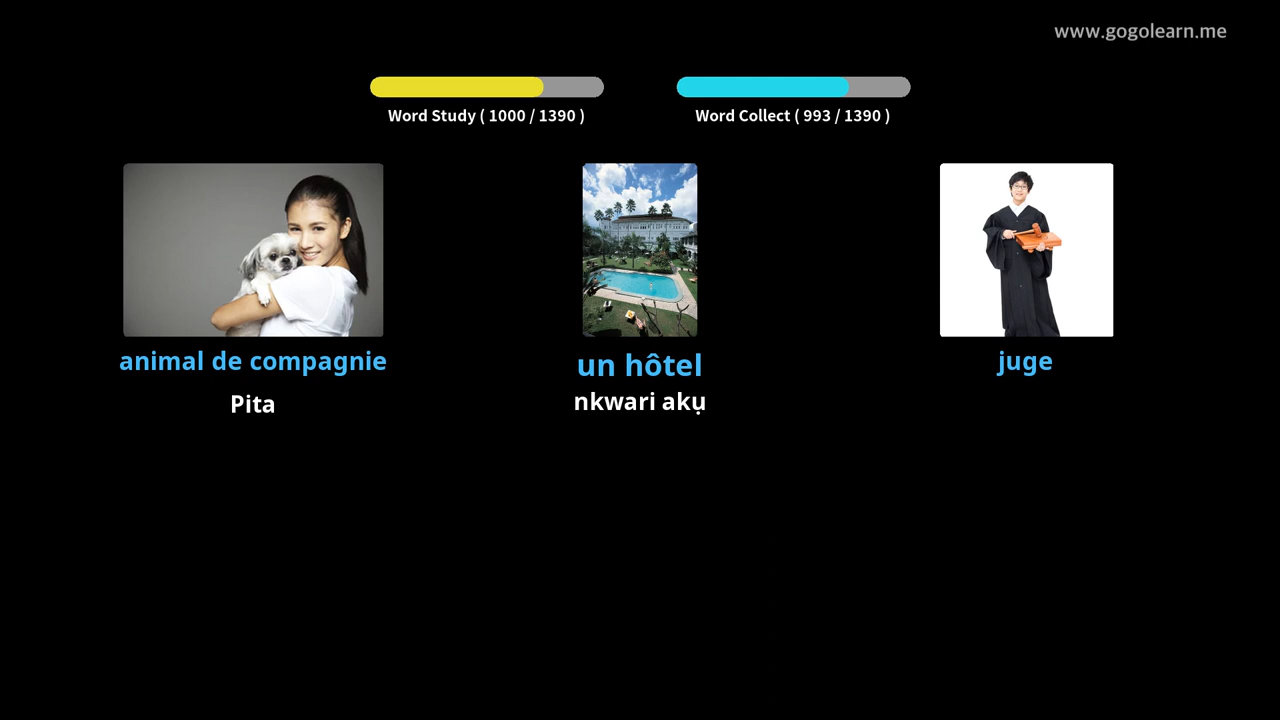 www.gogolearn.me
Word Study ( 1000 / 1390 )
Word Collect ( 993 / 1390 )
animal de compagnie
Pita
un hôtel
nkwari akụ
juge